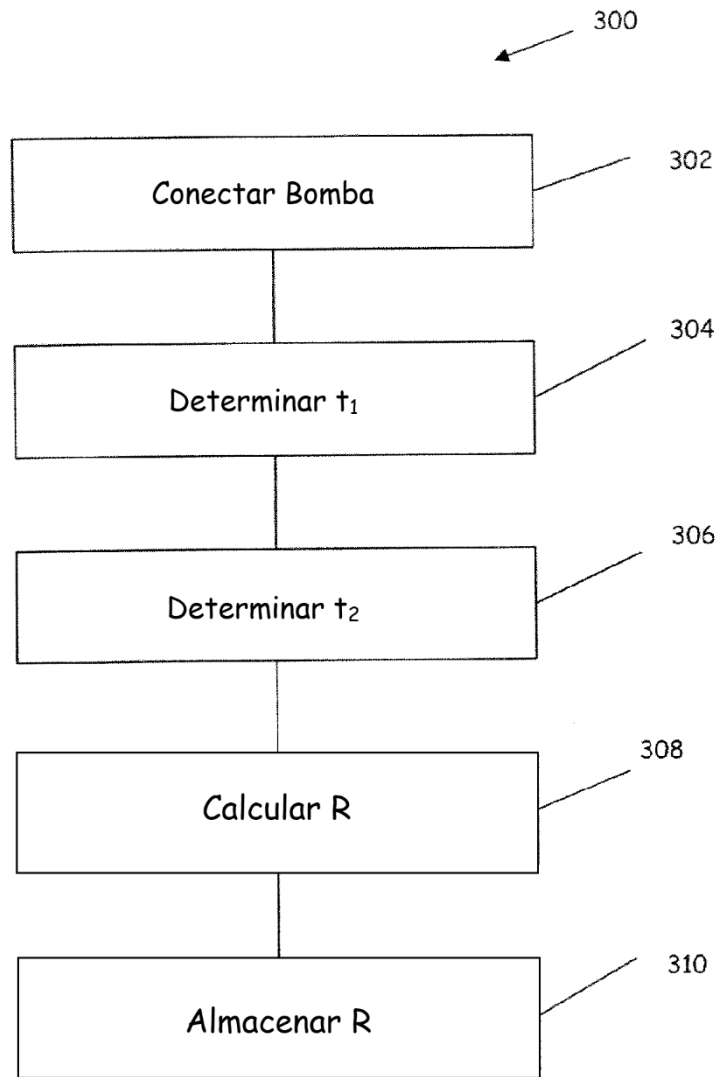 300
Conectar Bomba
302
Determinar t₁
304
Determinar t₂
306
Calcular R
308
Almacenar R
310